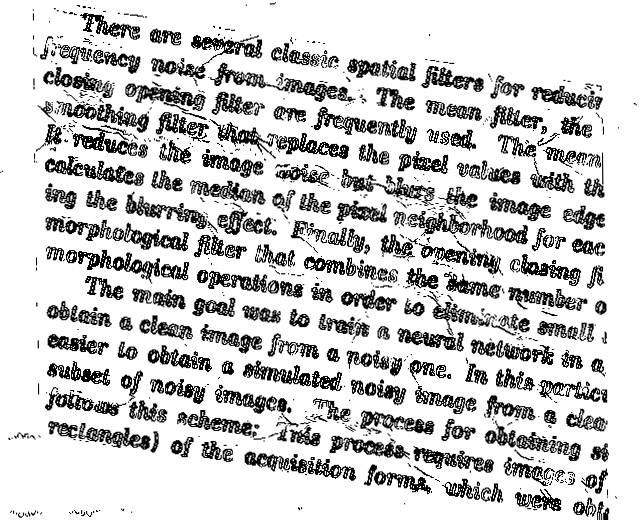 There are several classic spatial filters for reducin
frequency noise from images. The mean filter, the
closing opening filter are frequently used. The mean
smoothing filter that replaces the pixel values with th
It reduces the image noise but blurs the image edge
calculates the median of the pixel neighborhood for eac
ing the blurring effect. Finally, the opening closing fi
morphological filter that combines the same number o
morphological operations in order to eliminate small
The main goal was to train a neural network in a
obtain a clean image from a noisy one. In this particu
easier to obtain a simulated noisy image from a clea
subset of noisy images. The process for obtaining si
follows this scheme: This process requires images of
rectangles) of the acquisition forms, which were obt